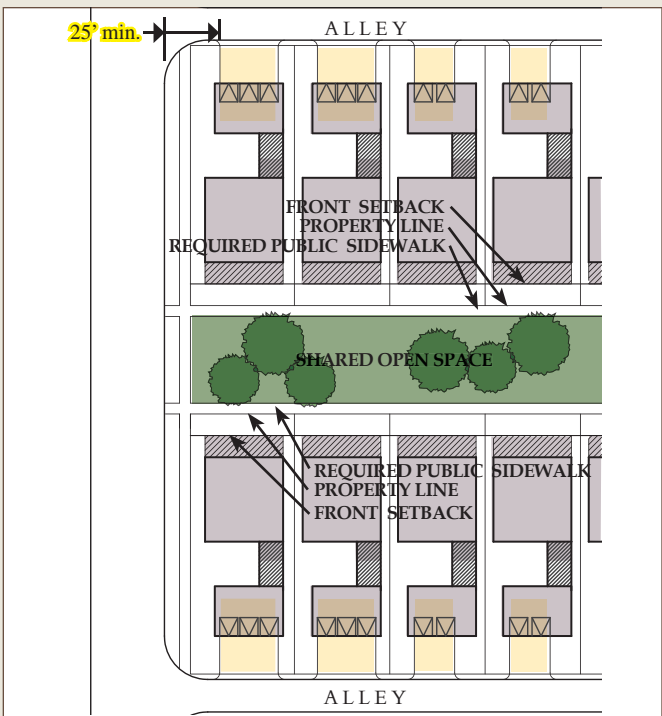 25' min.
ALLEY
FRONT SETBACK
PROPERTY LINE
REQUIRED PUBLIC SIDEWALK
SHARED OPEN SPACE
REQUIRED PUBLIC SIDEWALK
PROPERTY LINE
FRONT SETBACK
ALLEY